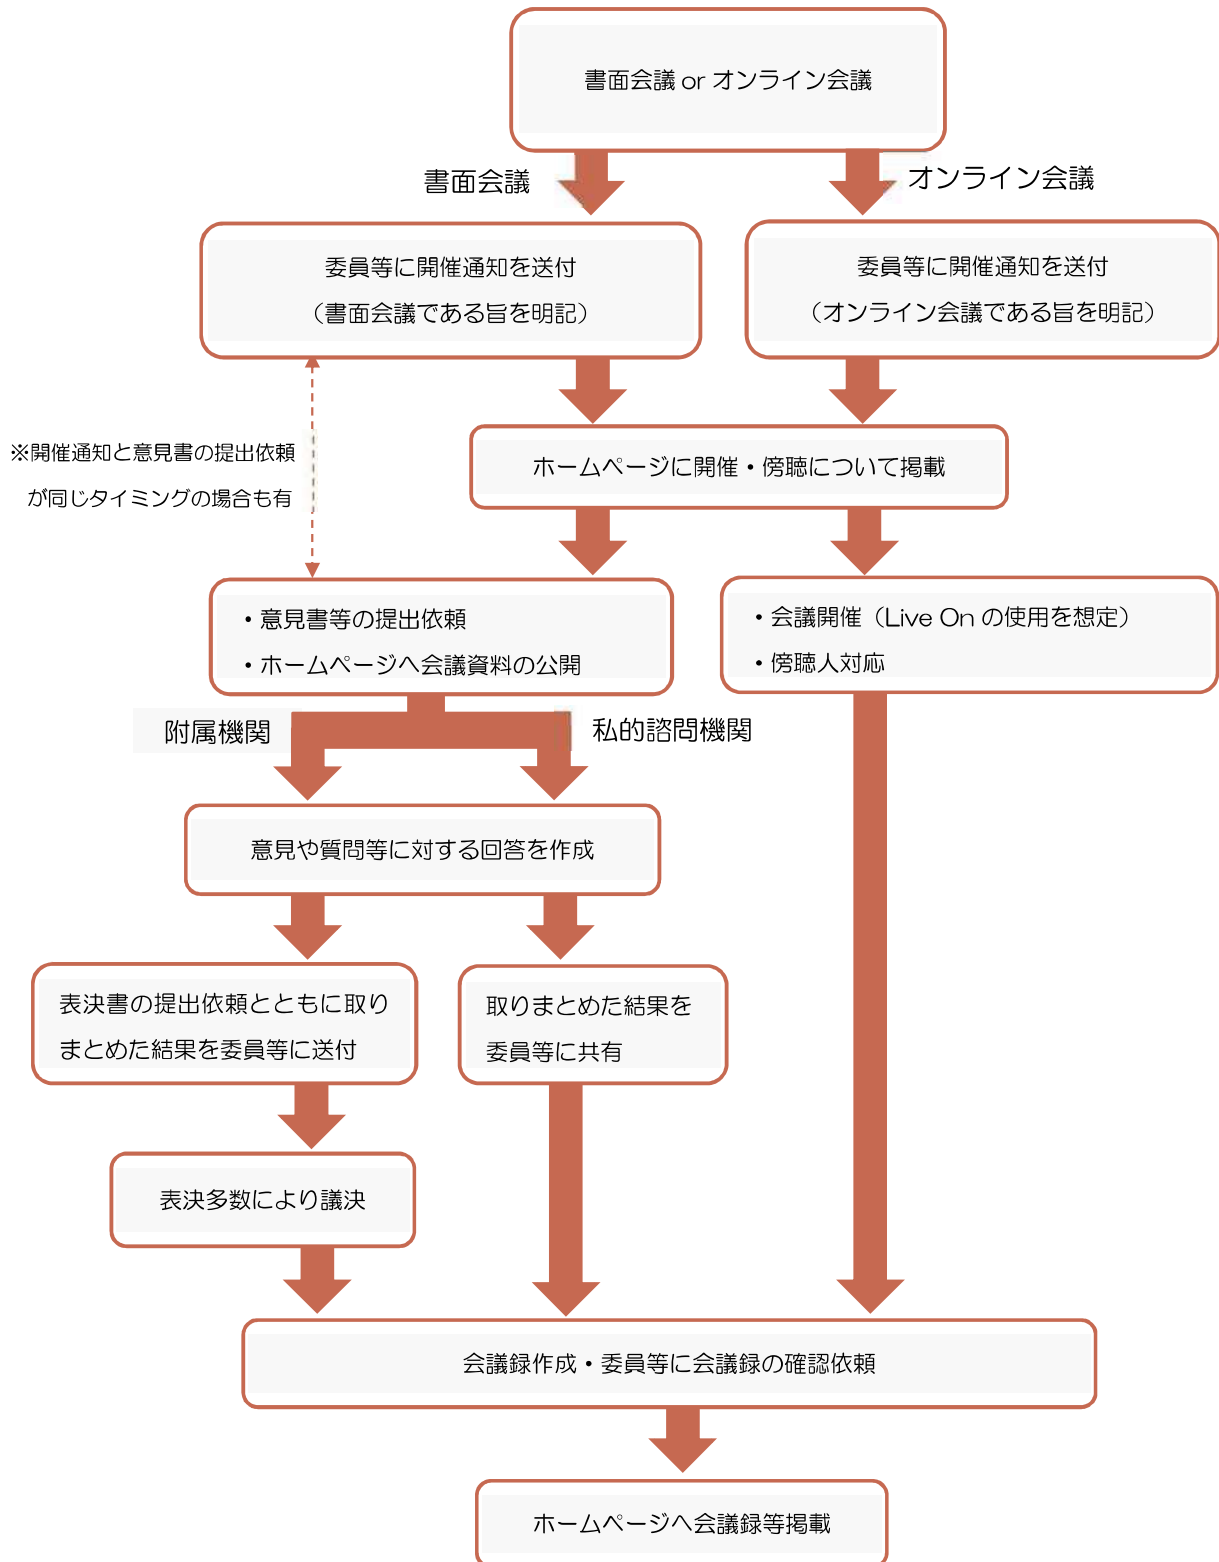 書面会議 or オンライン会議
書面会議
オンライン会議
委員等に開催通知を送付
（書面会議である旨を明記）
委員等に開催通知を送付
（オンライン会議である旨を明記）
※開催通知と意見書の提出依頼
が同じタイミングの場合も有
ホームページに開催・傍聴について掲載
・意見書等の提出依頼
・ホームページへ会議資料の公開
・会議開催（Live On の使用を想定）
・傍聴人対応
附属機関
私的諮問機関
意見や質問等に対する回答を作成
表決書の提出依頼とともに取り
まとめた結果を委員等に送付
取りまとめた結果を
委員等に共有
表決多数により議決
会議録作成・委員等に会議録の確認依頼
ホームページへ会議録等掲載